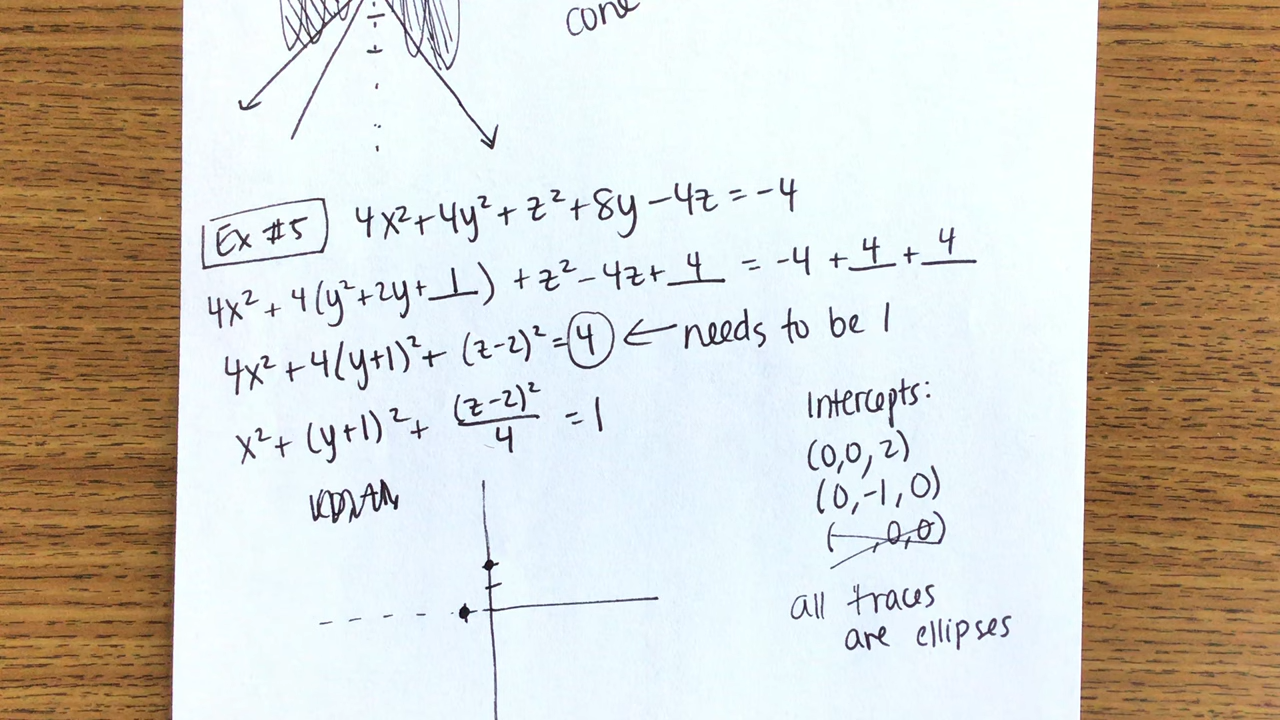 cone
Ex #5 4x² + 4y² + z² + 8y − 4z = −4
4x² + 4(y² + 2y + 1) + z² − 4z + 4 = −4 + 4 + 4
4x² + 4(y+1)² + (z−2)² = 4 ← needs to be 1
x² + (y+1)² + (z−2)²/4 = 1
Intercepts:
(0,0,2)
(0,-1,0)
( ,0,0)
all traces
are ellipses